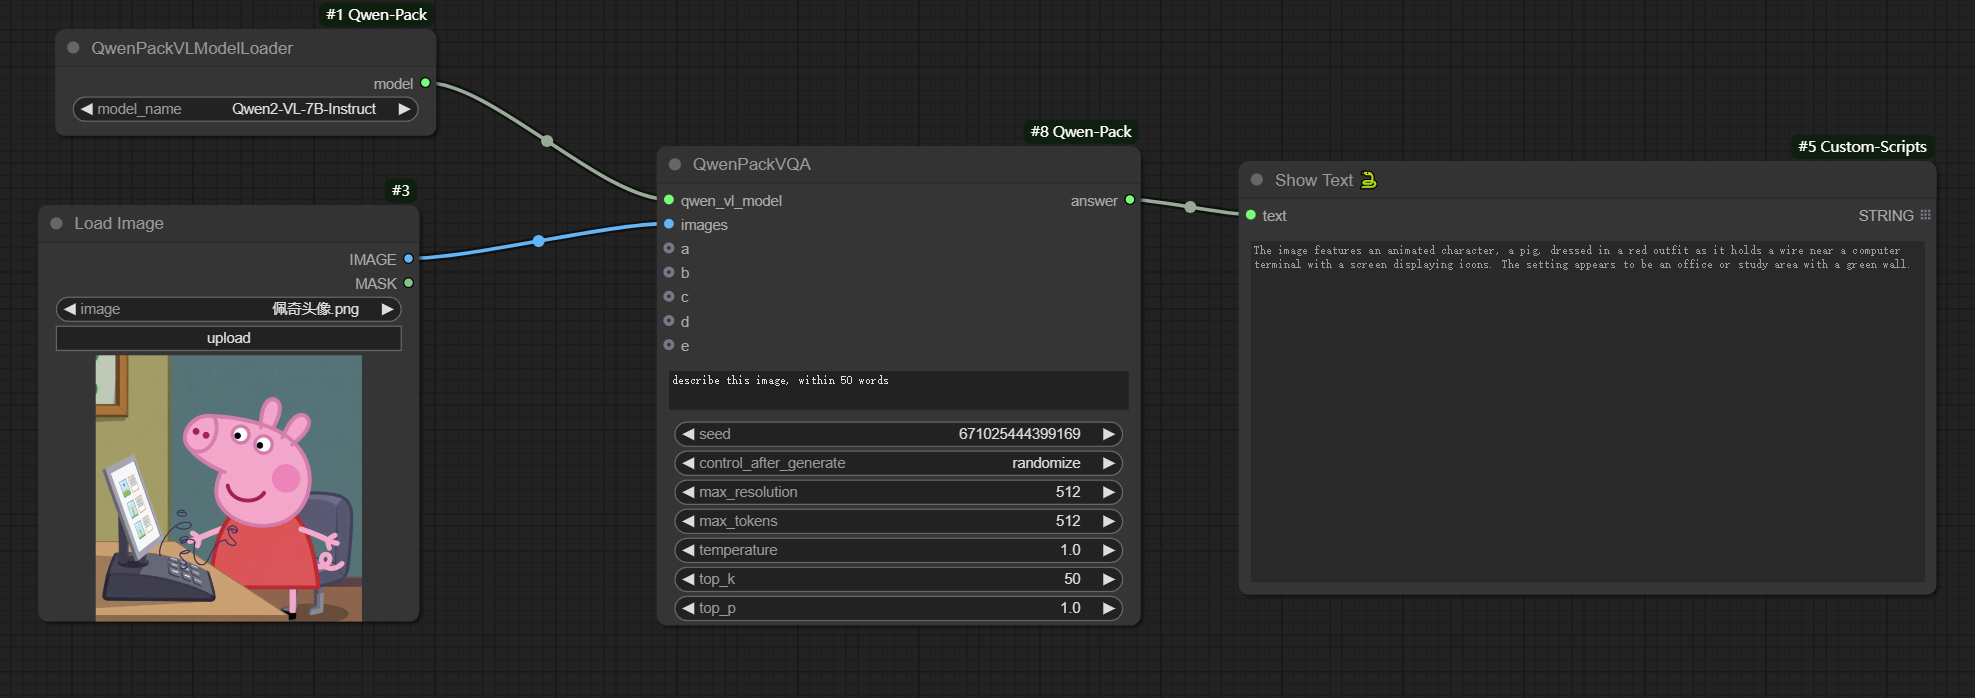 #1 Qwen-Pack
QwenPackVLModelLoader
model
model_name Qwen2-VL-7B-Instruct
#3
Load Image
IMAGE
MASK
image 佩奇头像.png
upload
#8 Qwen-Pack
QwenPackVQA
qwen_vl_model answer
images
a
b
c
d
e
describe this image, within 50 words
seed 671025444399169
control_after_generate randomize
max_resolution 512
max_tokens 512
temperature 1.0
top_k 50
top_p 1.0
#5 Custom-Scripts
Show Text 🐍
text STRING
The image features an animated character, a pig, dressed in a red outfit as it holds a wire near a computer
terminal with a screen displaying icons. The setting appears to be an office or study area with a green wall.